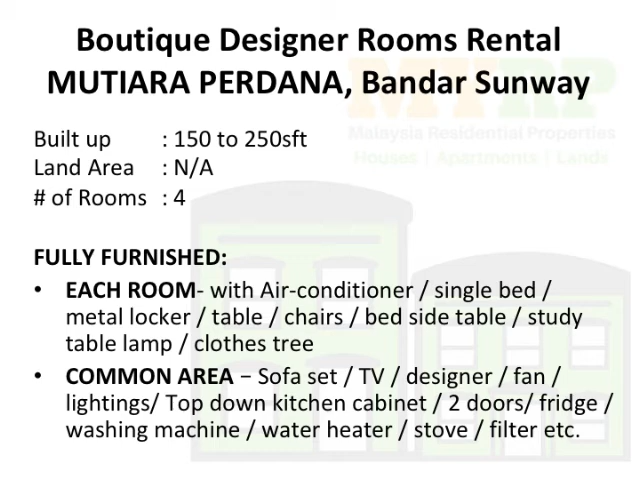 Boutique Designer Rooms Rental
MUTIARA PERDANA, Bandar Sunway
MYRP
Malaysia Residential Properties
Houses | Apartments | Lands
Built up : 150 to 250sft
Land Area : N/A
# of Rooms : 4
FULLY FURNISHED:
• EACH ROOM- with Air-conditioner / single bed /
metal locker / table / chairs / bed side table / study
table lamp / clothes tree
• COMMON AREA – Sofa set / TV / designer / fan /
lightings/ Top down kitchen cabinet / 2 doors/ fridge /
washing machine / water heater / stove / filter etc.